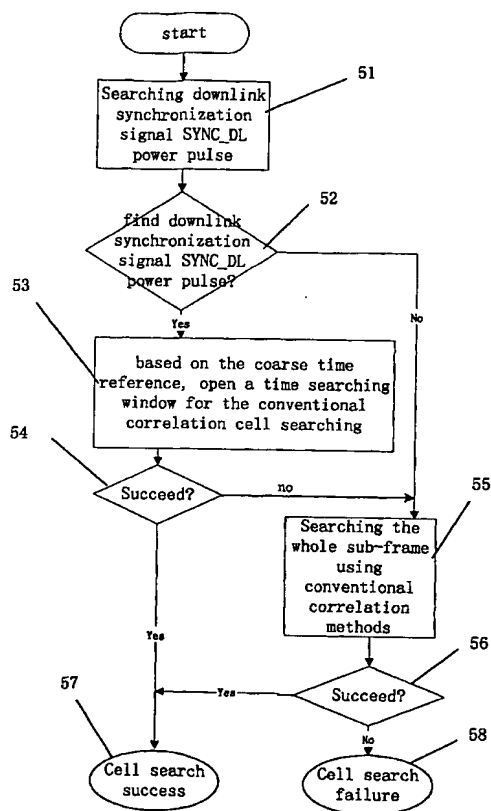 start
51
Searching downlink
synchronization
signal SYNC_DL
power pulse
52
find downlink
synchronization
signal SYNC_DL
power pulse?
53
Yes
No
based on the coarse time
reference, open a time searching
window for the conventional
correlation cell searching
54
Succeed?
no
55
Searching the
whole sub-frame
using
conventional
correlation
methods
Yes
56
Succeed?
Yes
57
No
58
Cell search
success
Cell search
failure